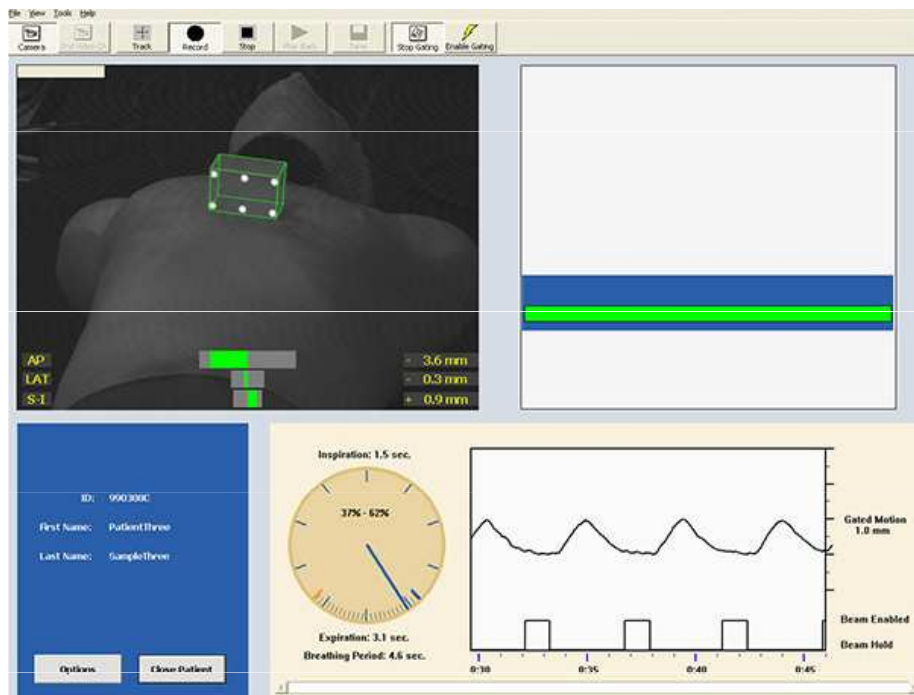 File View Tools Help
Camera
Track
Record
Stop
Play Back
Save
Stop Gating
Enable Gating
AP
- 3.6 mm
LAT
- 0.3 mm
S-I
+ 0.9 mm
ID: 990388C
First Name: PatientThree
Last Name: SampleThree
Options
Close Patient
Inspiration: 1.5 sec.
37% - 62%
Expiration: 3.1 sec.
Breathing Period: 4.6 sec.
Gated Motion
1.0 mm
Beam Enabled
Beam Hold
0:30
0:35
0:40
0:45